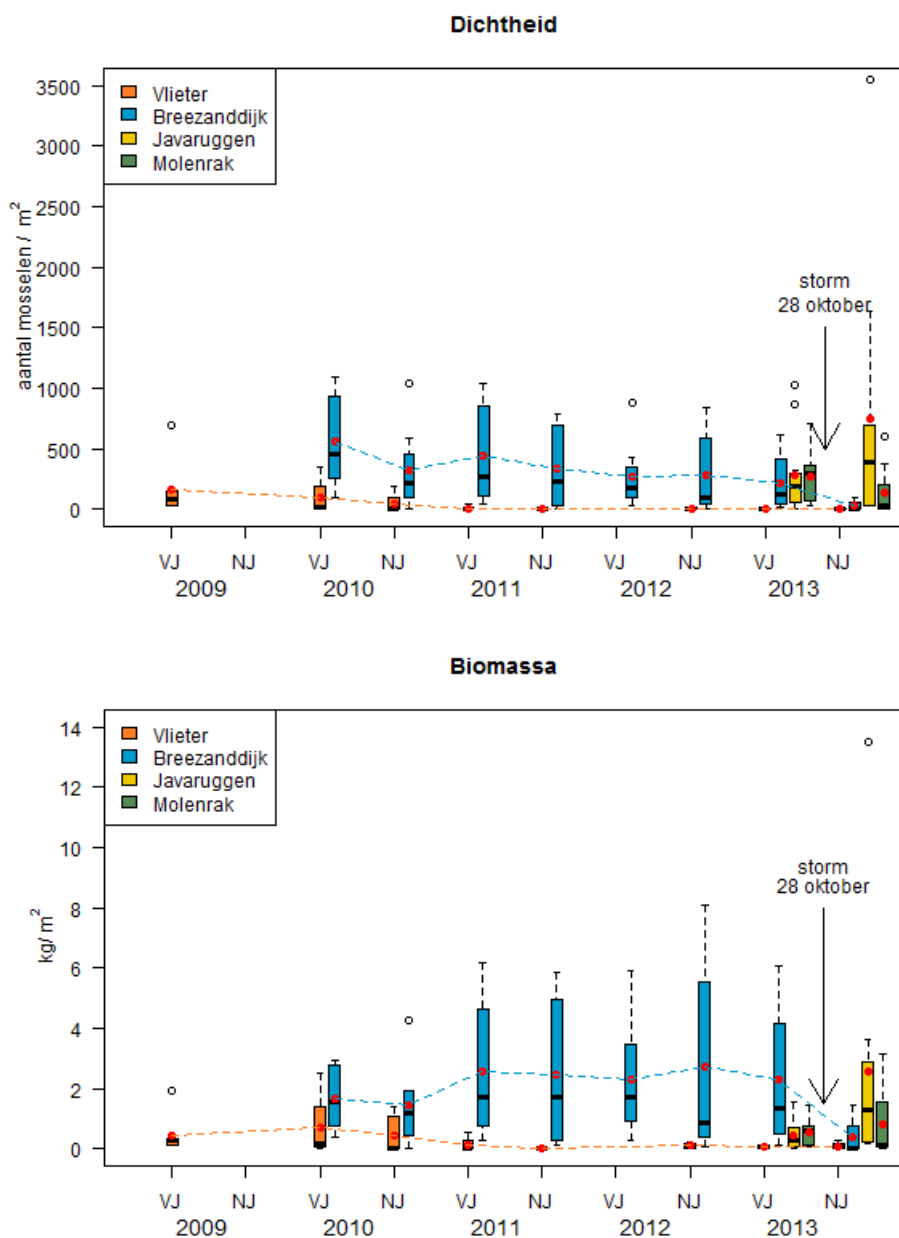 Dichtheid
Vlieter
Breezanddijk
Javaruggen
Molenrak
aantal mosselen / m²
3500
3000
2500
2000
1500
1000
500
0
storm
28 oktober
VJ NJ VJ NJ VJ NJ VJ NJ VJ NJ
2009 2010 2011 2012 2013
Biomassa
Vlieter
Breezanddijk
Javaruggen
Molenrak
kg/ m²
14
12
10
8
6
4
2
0
storm
28 oktober
VJ NJ VJ NJ VJ NJ VJ NJ VJ NJ
2009 2010 2011 2012 2013